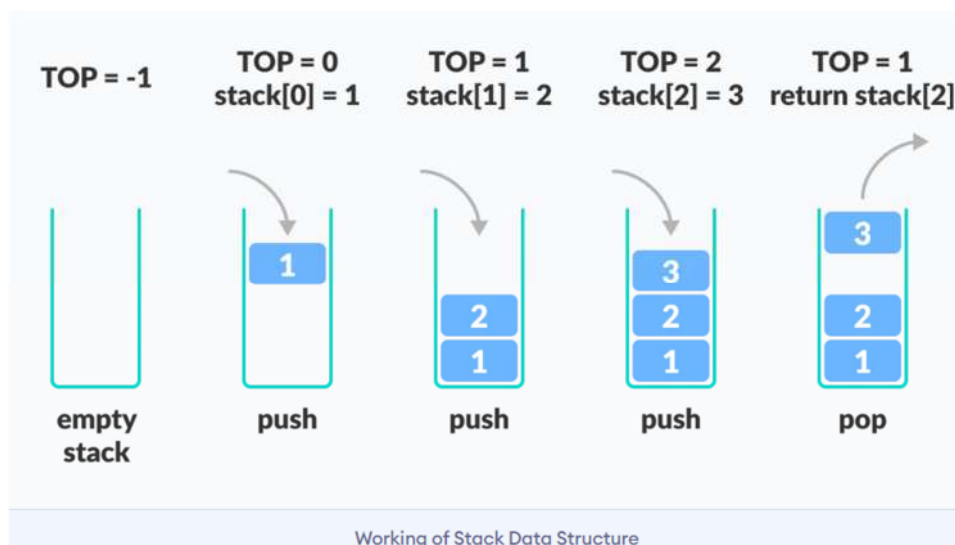 TOP = -1
TOP = 0
stack[0] = 1
TOP = 1
stack[1] = 2
TOP = 2
stack[2] = 3
TOP = 1
return stack[2]
1
2
1
3
2
1
3
2
1
empty
stack
push
push
push
pop
Working of Stack Data Structure